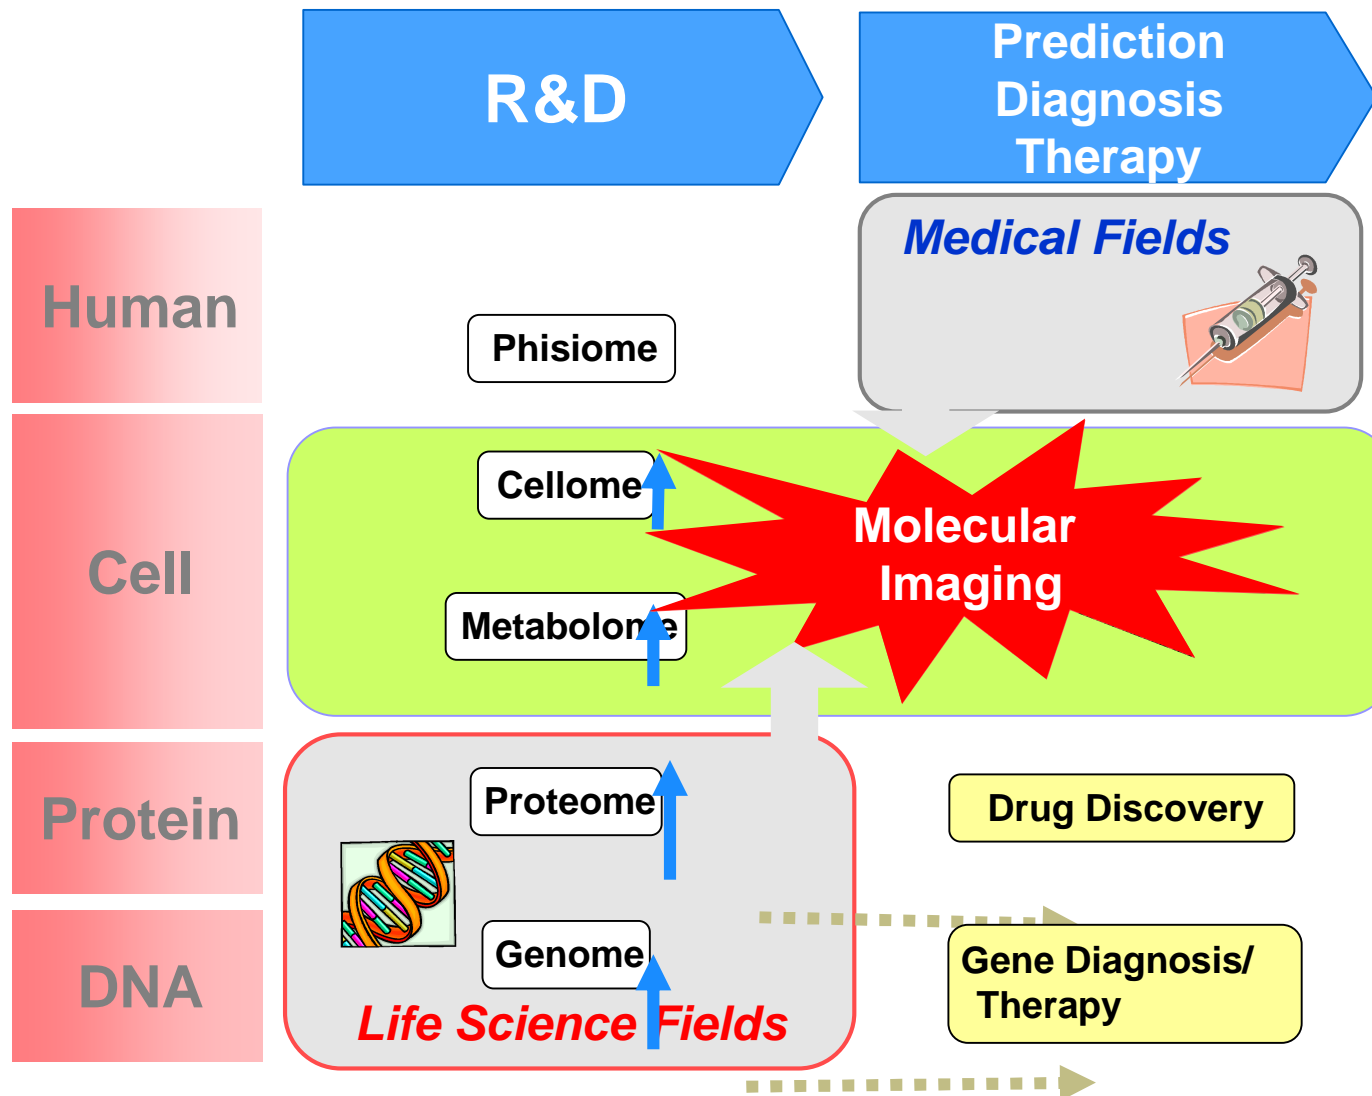 R&D
Prediction
Diagnosis
Therapy
Medical Fields
Human
Phisiome
Cell
Cellome
Molecular
Imaging
Metabolome
Protein
Proteome
Drug Discovery
DNA
Genome
Gene Diagnosis/
Therapy
Life Science Fields